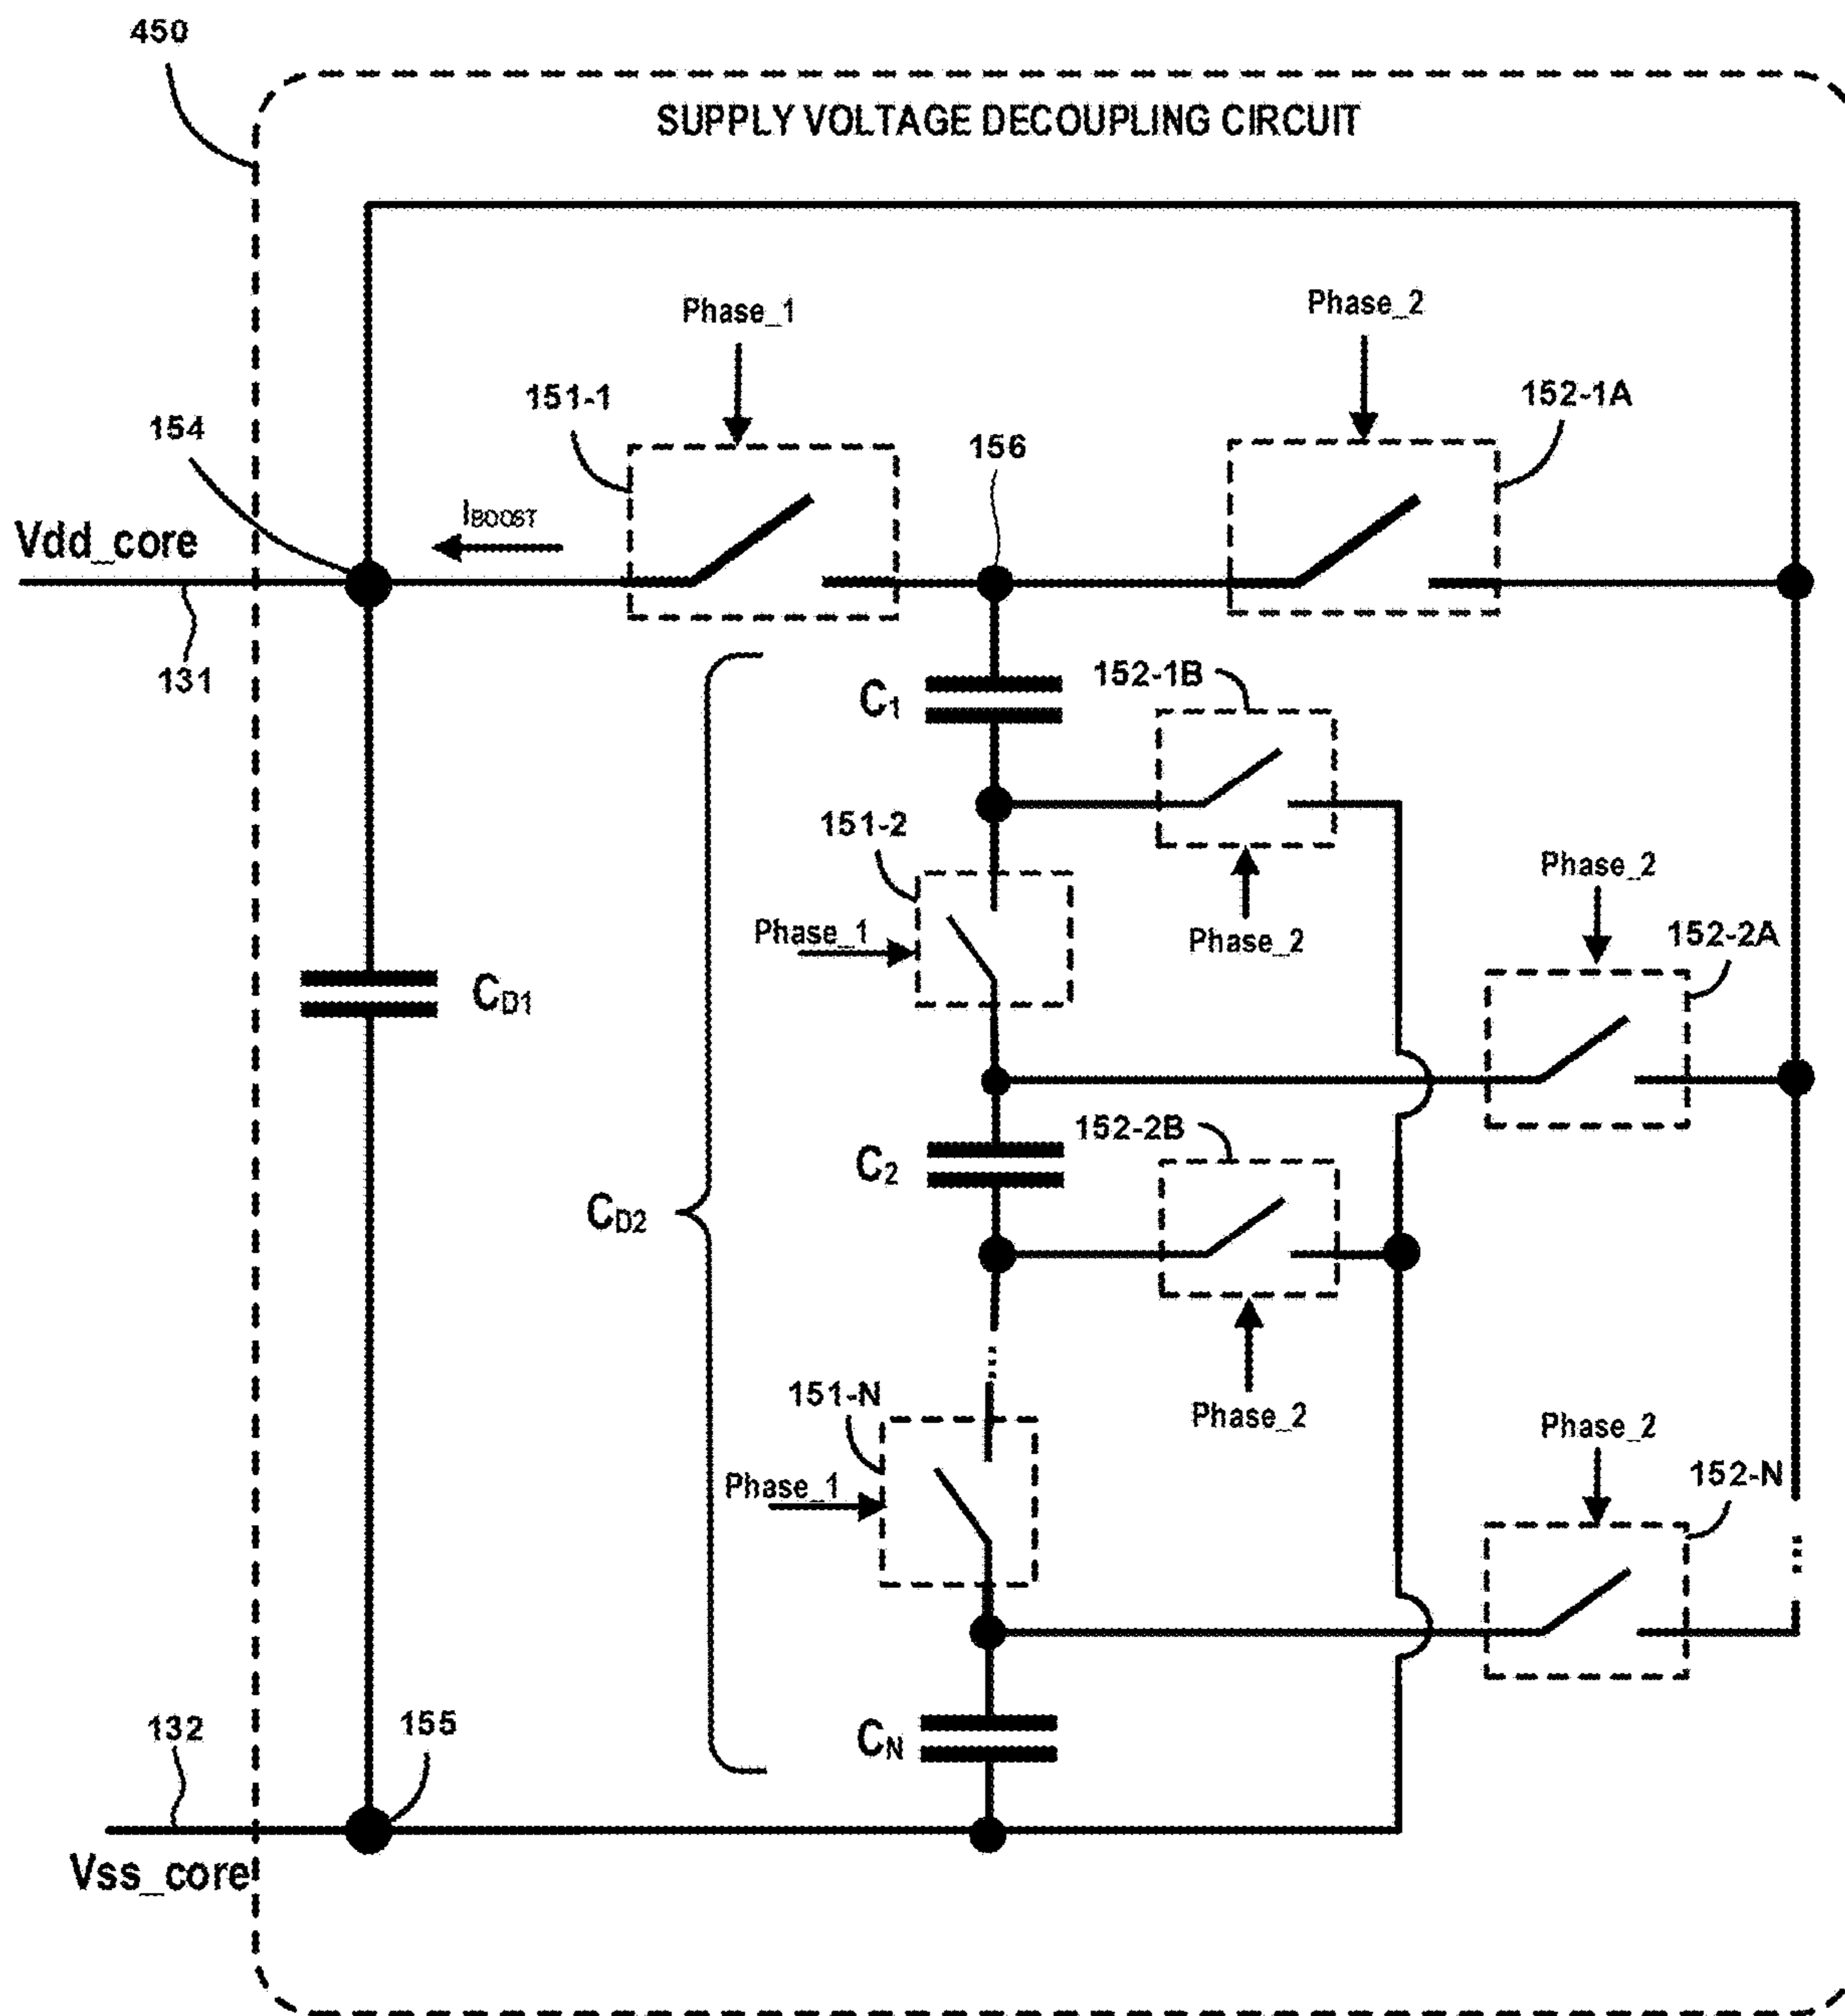 450
SUPPLY VOLTAGE DECOUPLING CIRCUIT
Phase_1
Phase_2
151-1
152-1A
154
156
IBOOST
Vdd_core
131
152-1B
C1
151-2
Phase_2
Phase_1
Phase_2
152-2A
CD1
152-2B
C2
CD2
151-N
Phase_2
Phase_2
Phase_1
152-N
132
155
CN
Vss_core